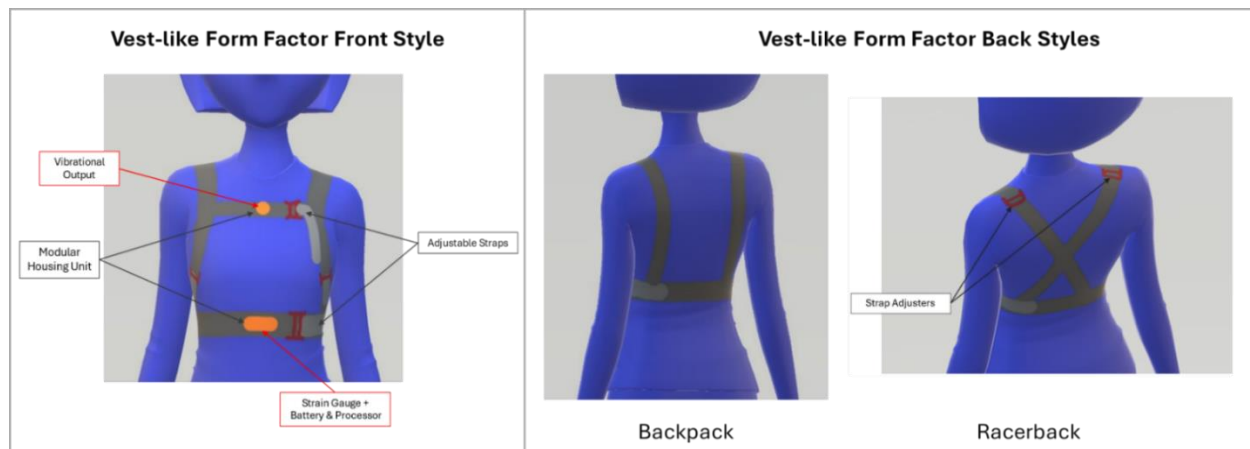 Vest-like Form Factor Front Style
Vibrational
Output
Modular
Housing Unit
Adjustable Straps
Strain Gauge +
Battery & Processor
Vest-like Form Factor Back Styles
Strap Adjusters
Backpack
Racerback